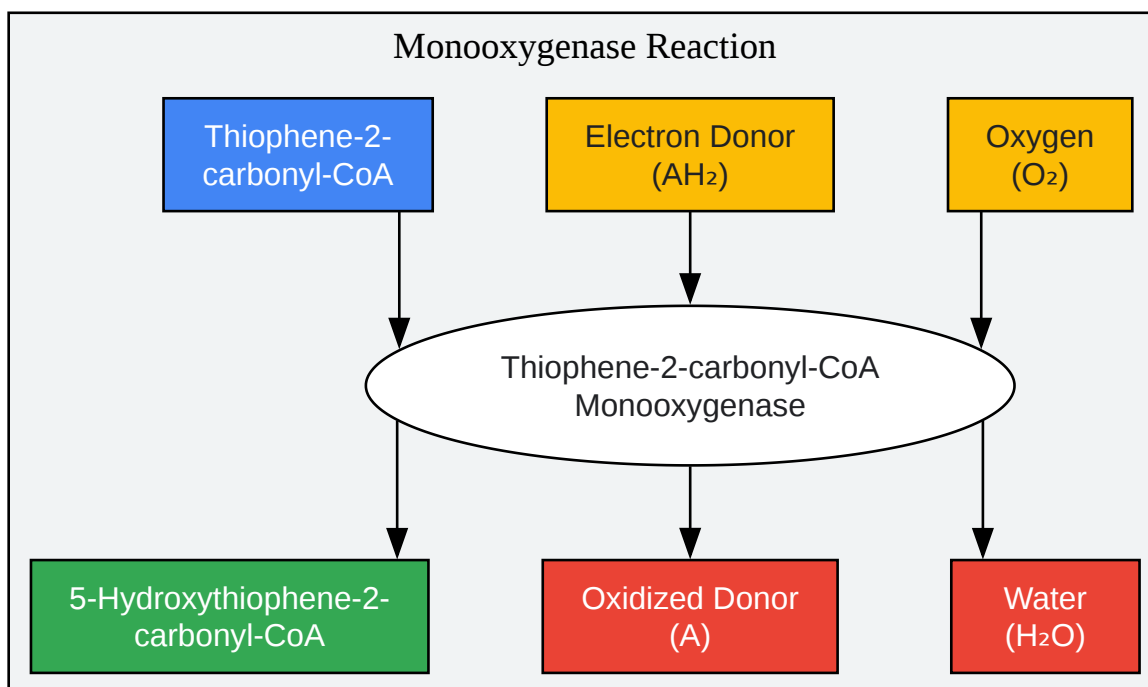 Monooxygenase Reaction
Thiophene-2-
carbonyl-CoA
Electron Donor
(AH₂)
Oxygen
(O₂)
Thiophene-2-carbonyl-CoA
Monooxygenase
5-Hydroxythiophene-2-
carbonyl-CoA
Oxidized Donor
(A)
Water
(H₂O)